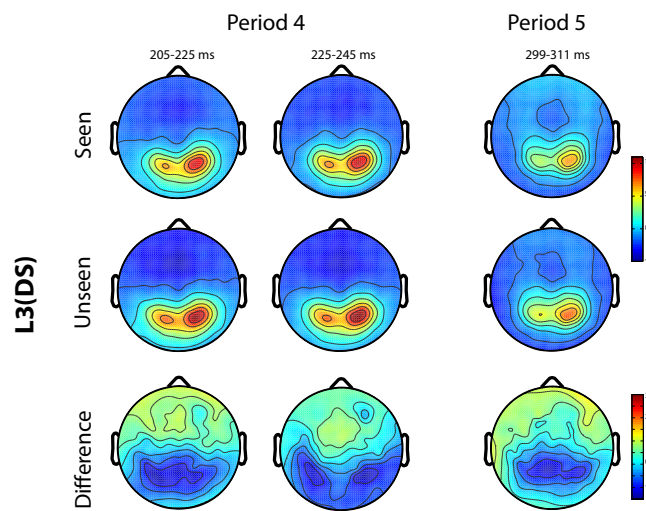 Period 4
Period 5
205-225 ms
225-245 ms
299-311 ms
L3(DS)
Seen
Unseen
Difference